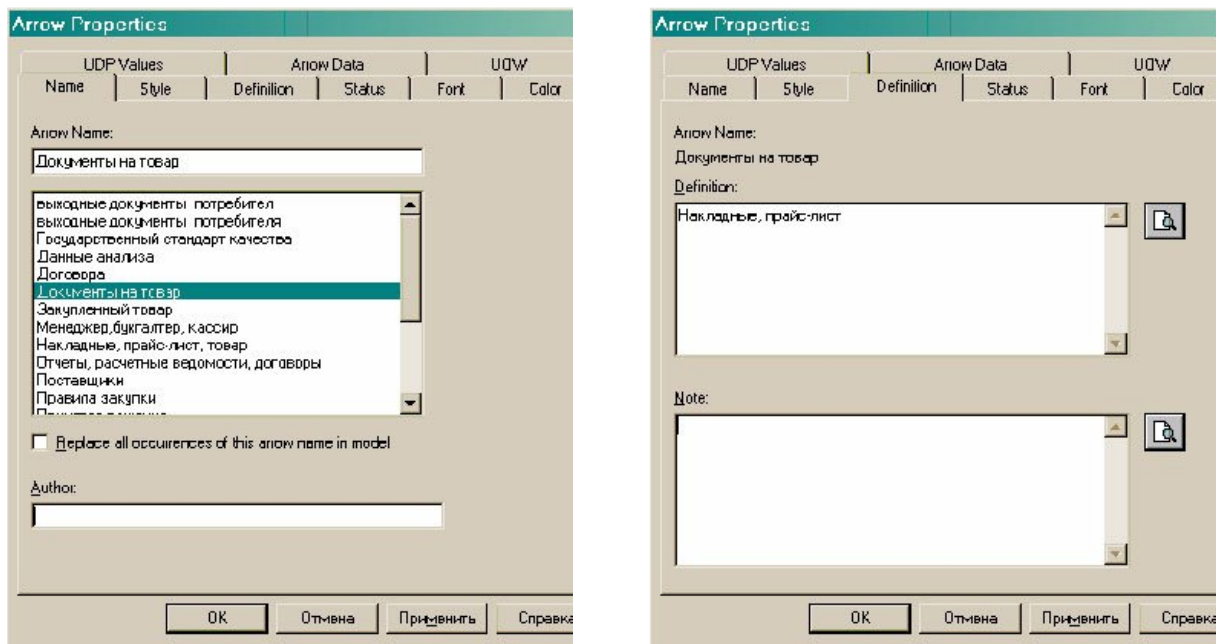 Arrow Properties
UDP Values Arrow Data UOW
Name Style Definition Status Font Color
Arrow Name:
Документы на товар
выходные документы потребител
выходные документы потребителя
Государственный стандарт качества
Данные анализа
Договора
Документы на товар
Закупленный товар
Менеджер,бухгалтер, кассир
Накладные, прайс-лист, товар
Отчеты, расчетные ведомости, договоры
Поставщики
Правила закупки
Replace all occurrences of this arrow name in model
Author:
OK Отмена Применить Справка
Arrow Properties
UDP Values Arrow Data UOW
Name Style Definition Status Font Color
Arrow Name:
Документы на товар
Definition:
Накладные, прайс-лист
Note:
OK Отмена Применить Справка